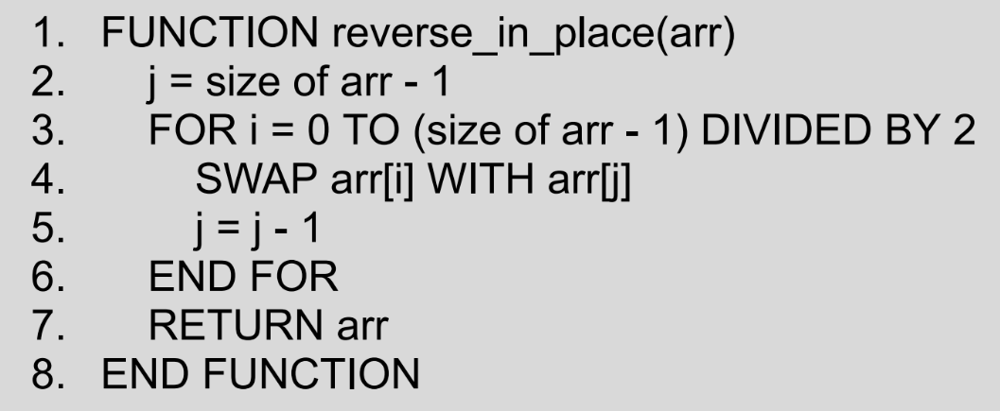 1. FUNCTION reverse_in_place(arr)
2. j = size of arr - 1
3. FOR i = 0 TO (size of arr - 1) DIVIDED BY 2
4. SWAP arr[i] WITH arr[j]
5. j = j - 1
6. END FOR
7. RETURN arr
8. END FUNCTION